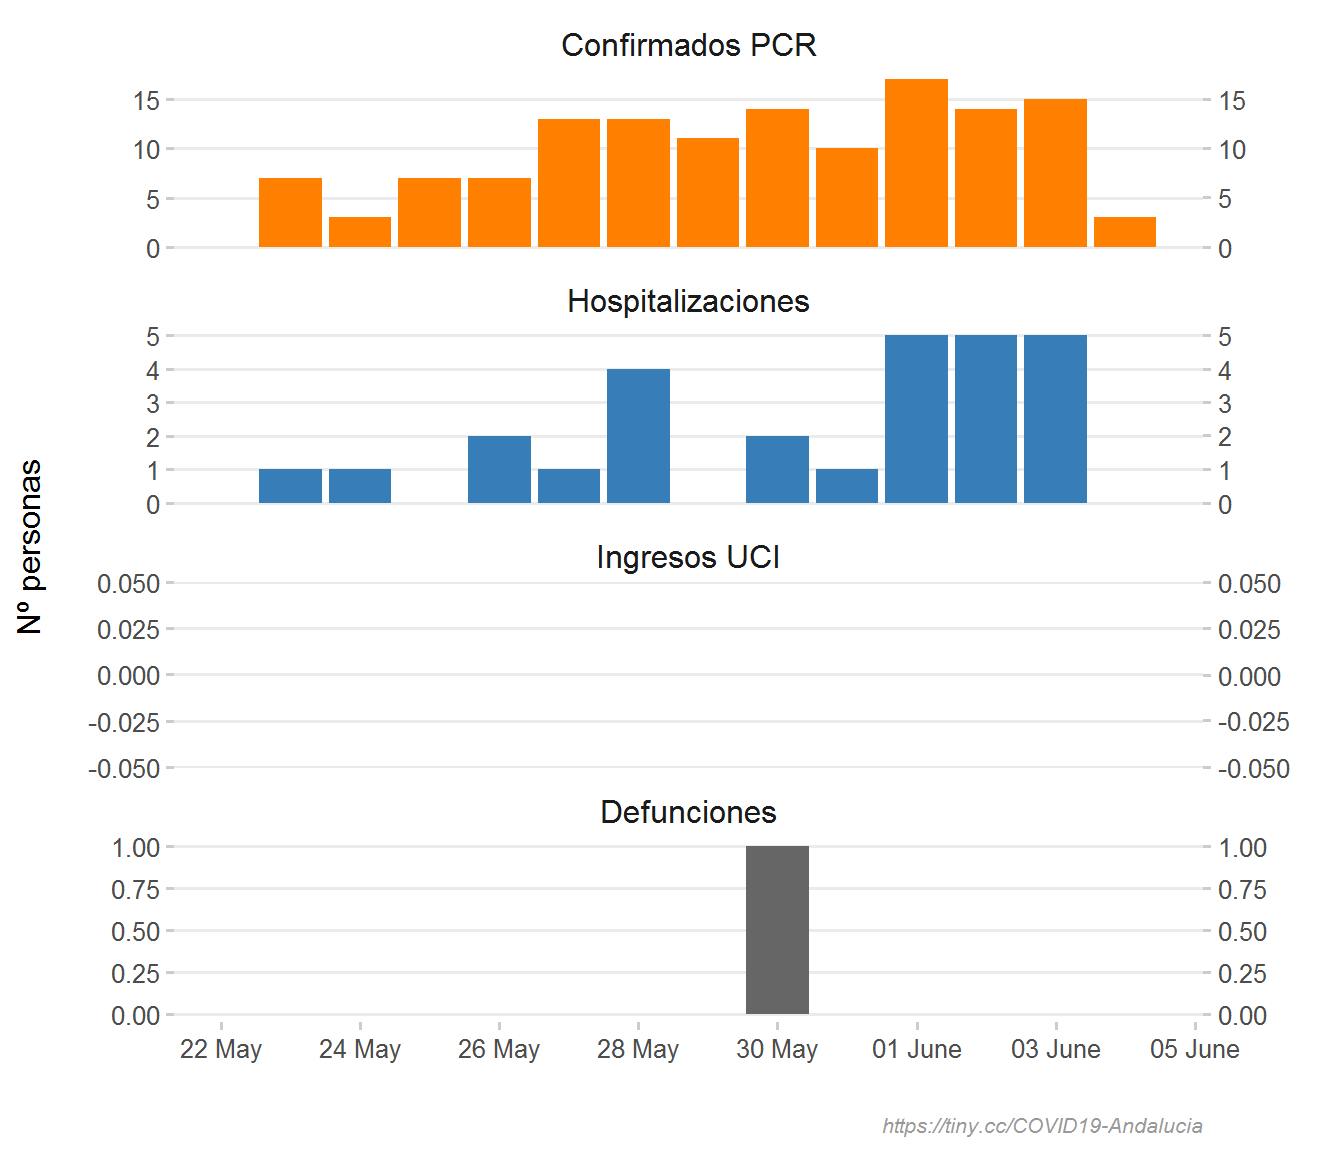 Confirmados PCR
15 15
10 10
5 5
0 0
Hospitalizaciones
5 5
4 4
3 3
2 2
1 1
0 0
Nº personas
Ingresos UCI
0.050 0.050
0.025 0.025
0.000 0.000
-0.025 -0.025
-0.050 -0.050
Defunciones
1.00 1.00
0.75 0.75
0.50 0.50
0.25 0.25
0.00 0.00
22 May 24 May 26 May 28 May 30 May 01 June 03 June 05 June
https://tiny.cc/COVID19-Andalucia